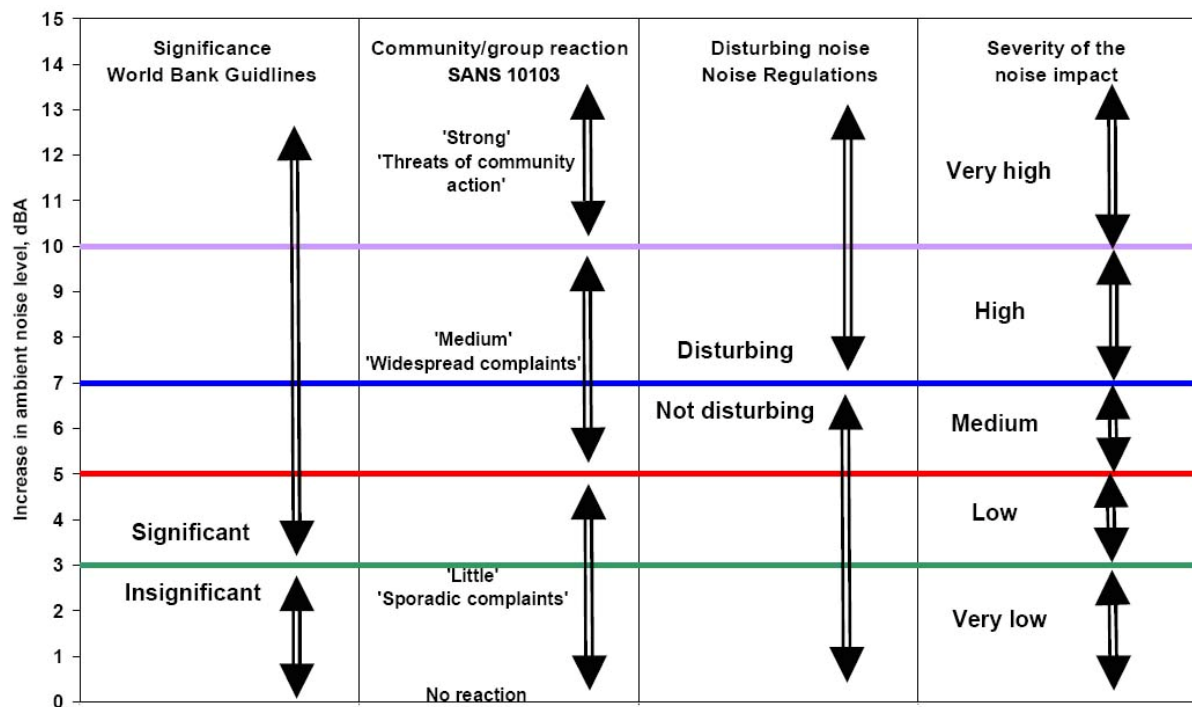 Increase in ambient noise level, dBA
15
14
13
12
11
10
9
8
7
6
5
4
3
2
1
0
Significance
World Bank Guidlines
Significant
Insignificant
Community/group reaction
SANS 10103
'Strong'
'Threats of community
action'
'Medium'
'Widespread complaints'
'Little'
'Sporadic complaints'
No reaction
Disturbing noise
Noise Regulations
Disturbing
Not disturbing
Severity of the
noise impact
Very high
High
Medium
Low
Very low